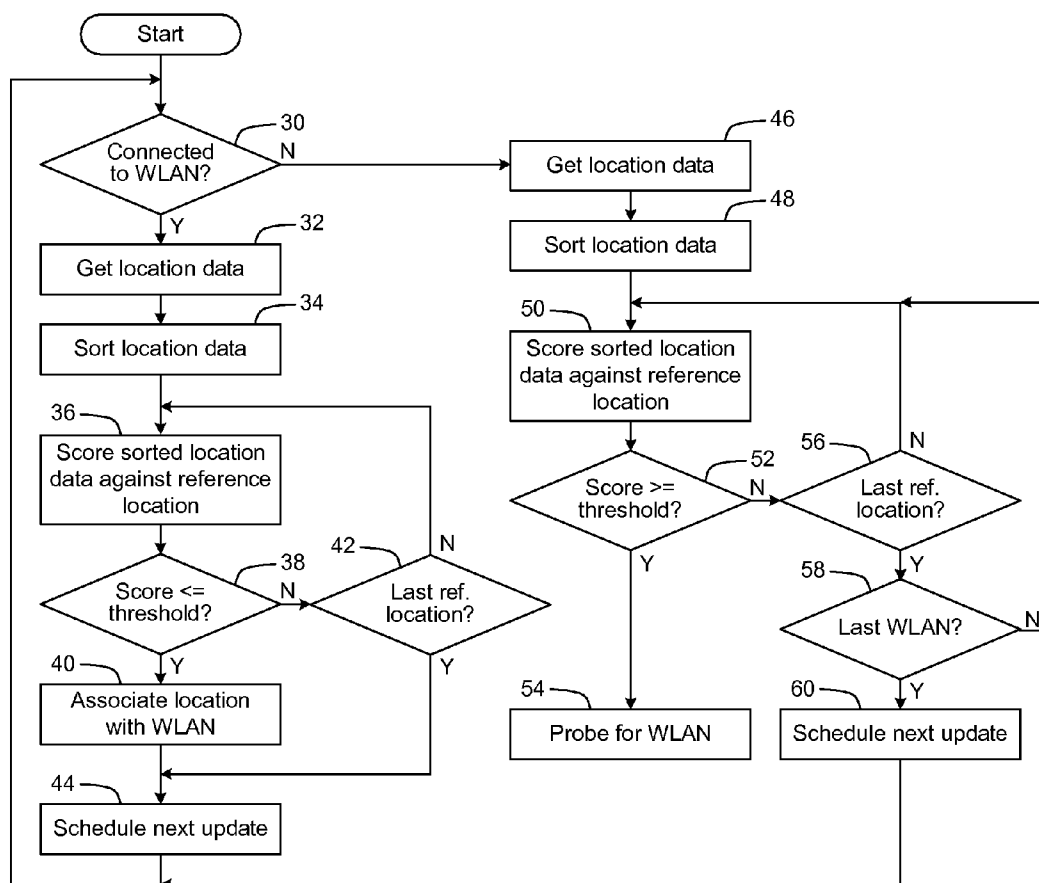 Start
30
Connected
to WLAN?
N
Y
32
Get location data
34
Sort location data
36
Score sorted location
data against reference
location
38
Score <=
threshold?
N
Y
42
Last ref.
location?
N
Y
40
Associate location
with WLAN
44
Schedule next update
46
Get location data
48
Sort location data
50
Score sorted location
data against reference
location
52
Score >=
threshold?
N
Y
54
Probe for WLAN
56
Last ref.
location?
N
Y
58
Last WLAN?
N
Y
60
Schedule next update